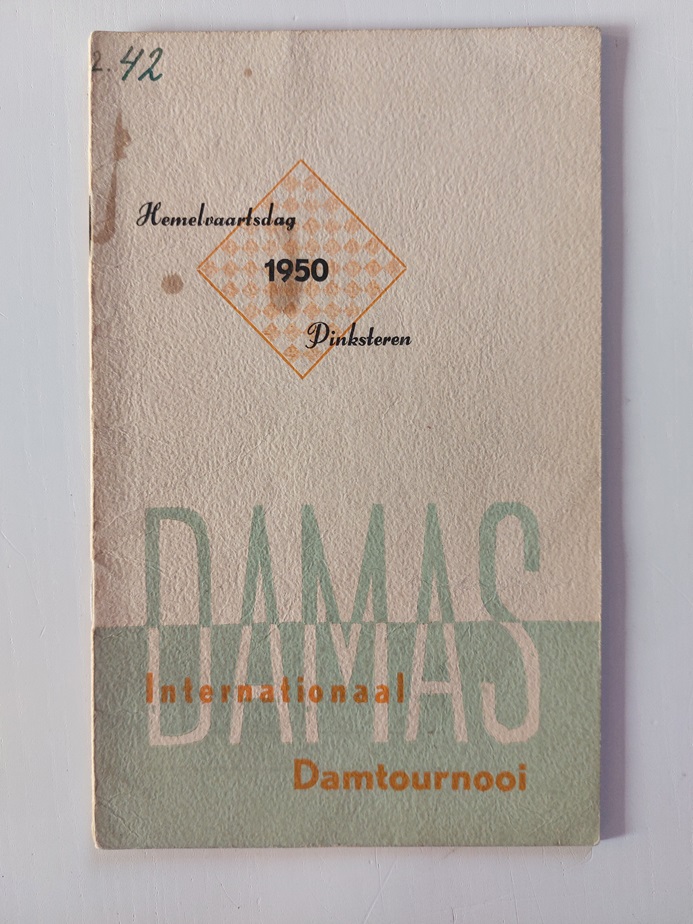 2. 42
Hemelvaartsdag
1950
Pinksteren
DAMAS
Internationaal
Damtournooi